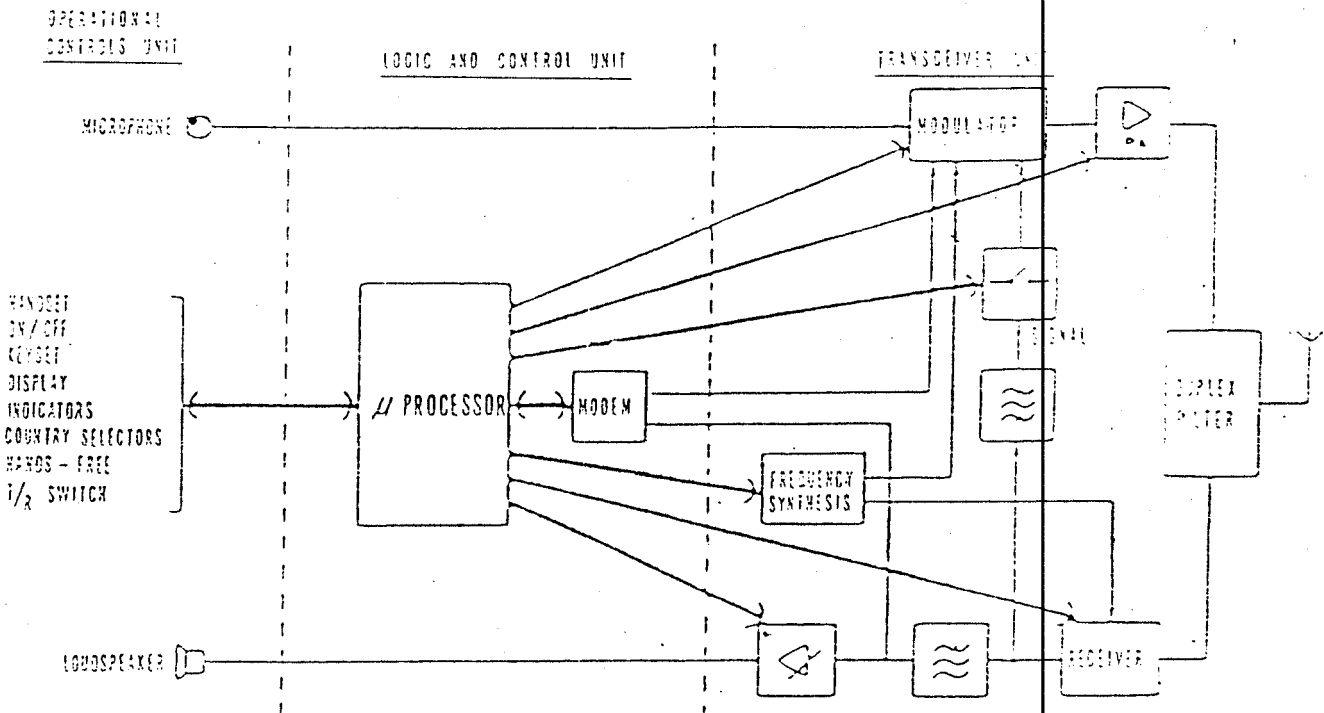 OPERATIONAL
CONTROLS UNIT
LOGIC AND CONTROL UNIT
TRANSCEIVER
MICROPHONE
MODULATOR
PA
HANDSET
ON/OFF
KEYSET
DISPLAY
INDICATORS
COUNTRY SELECTORS
HANDS - FREE
T/R SWITCH
μ PROCESSOR
MODEM
FREQUENCY
SYNTHESIS
DUPLEX
FILTER
LOUDSPEAKER
RECEIVER